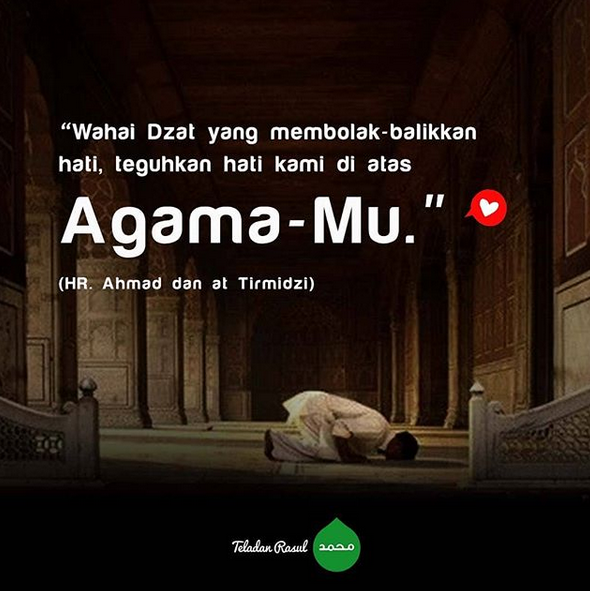 “Wahai Dzat yang membolak-balikkan
hati, teguhkan hati kami di atas
Agama-Mu.”
(HR. Ahmad dan at Tirmidzi)
Teladan Rasul محمد